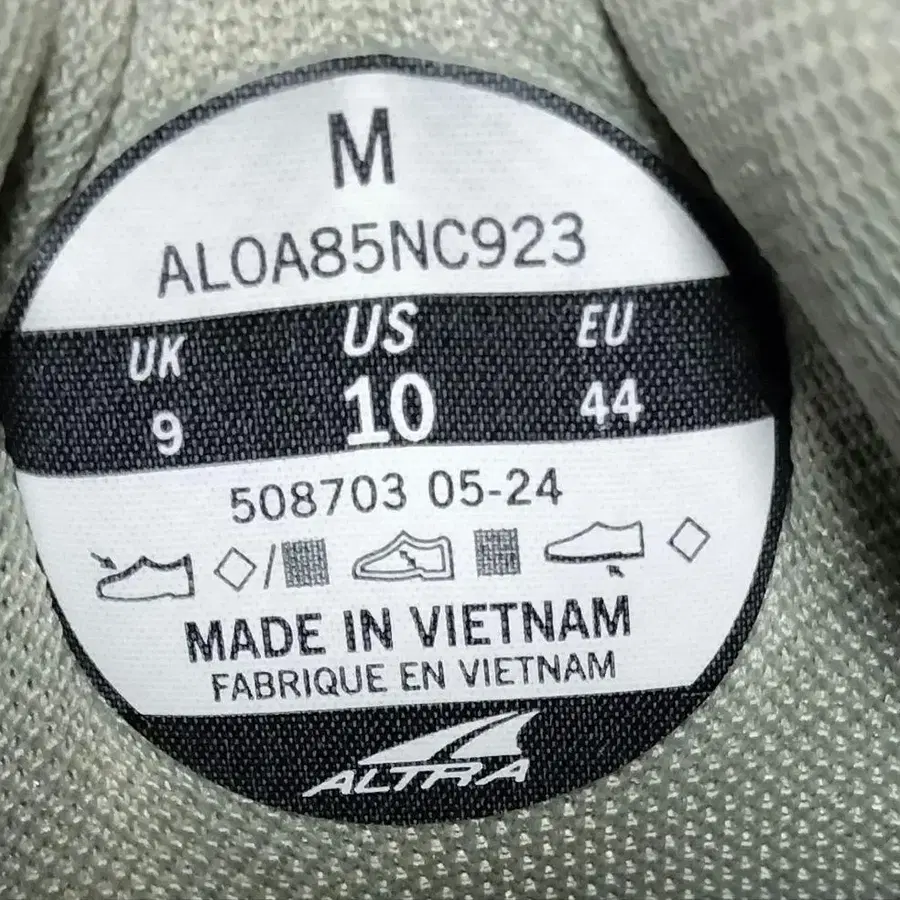 M
AL0A85NC923
UK US EU
9 10 44
508703 05-24
/
MADE IN VIETNAM
FABRIQUE EN VIETNAM
ALTRA